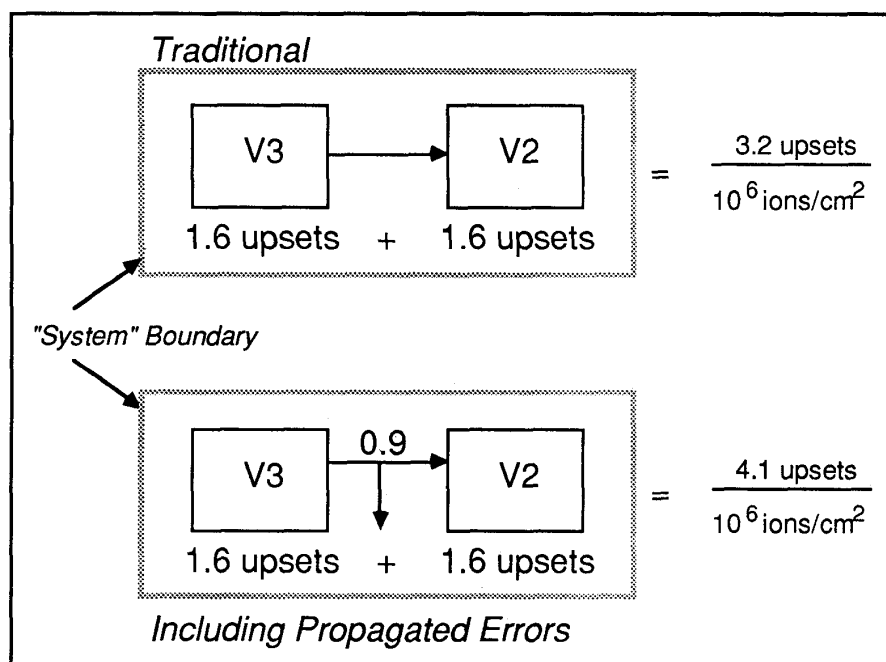 Traditional
V3
V2
1.6 upsets + 1.6 upsets
=
3.2 upsets
10^6 ions/cm^2
"System" Boundary
0.9
V3
V2
1.6 upsets + 1.6 upsets
=
4.1 upsets
10^6 ions/cm^2
Including Propagated Errors